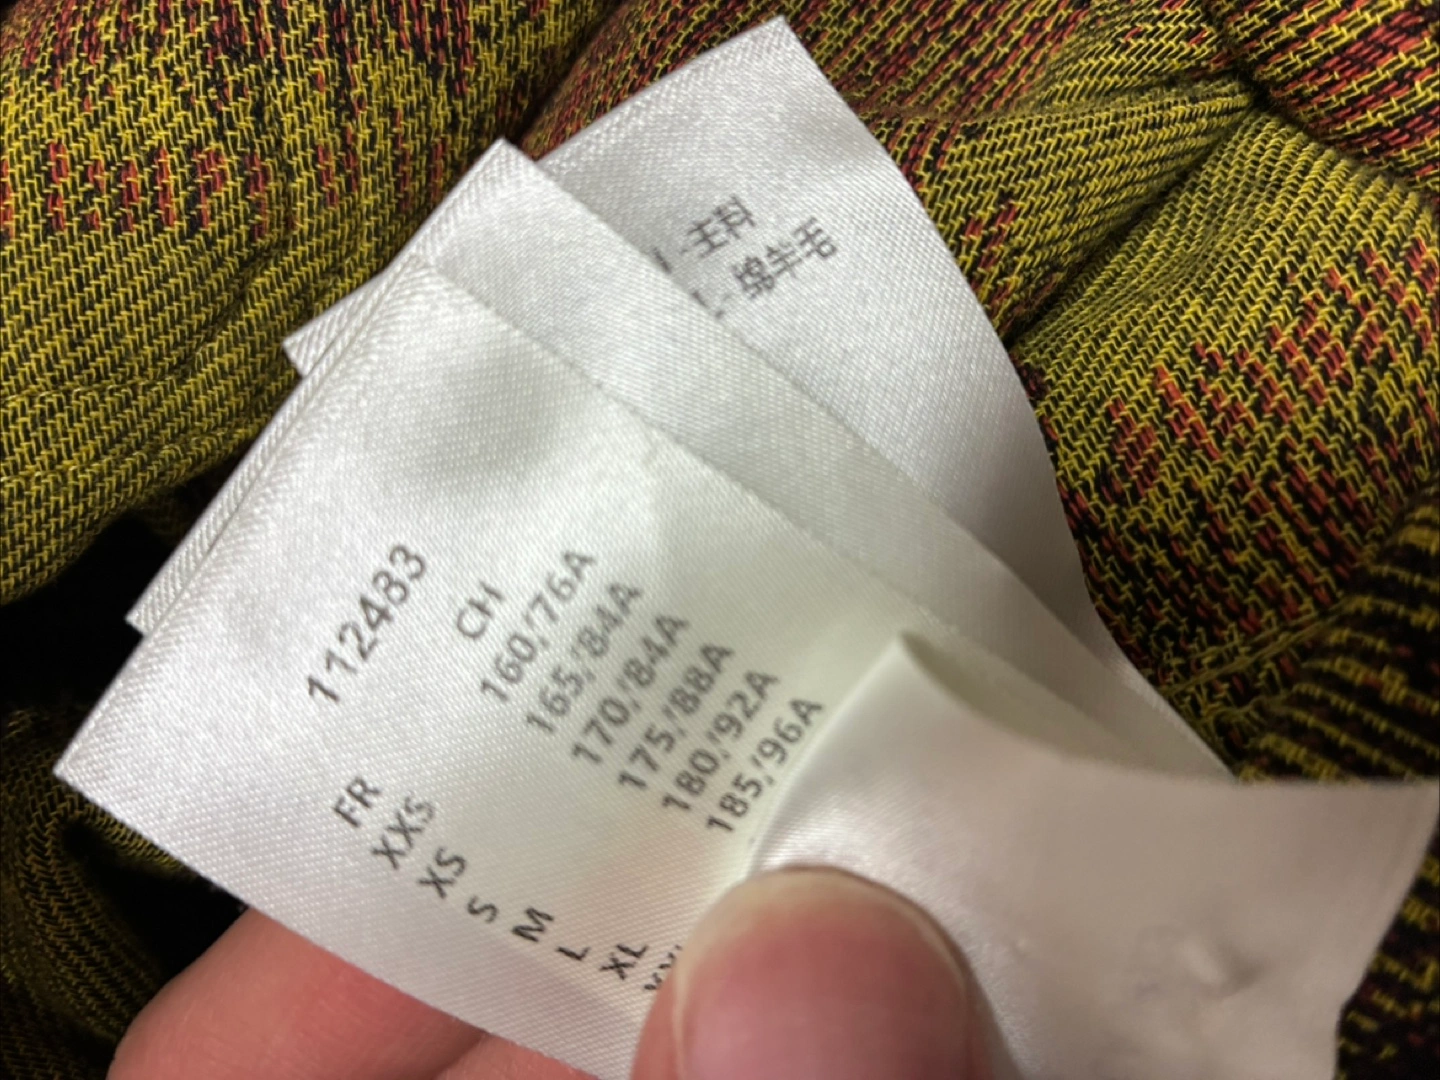 -主料
- 绵羊毛
112483
FR CH
XXS 160/76A
XS 165/84A
S 170/84A
M 175/88A
L 180/92A
XL 185/96A